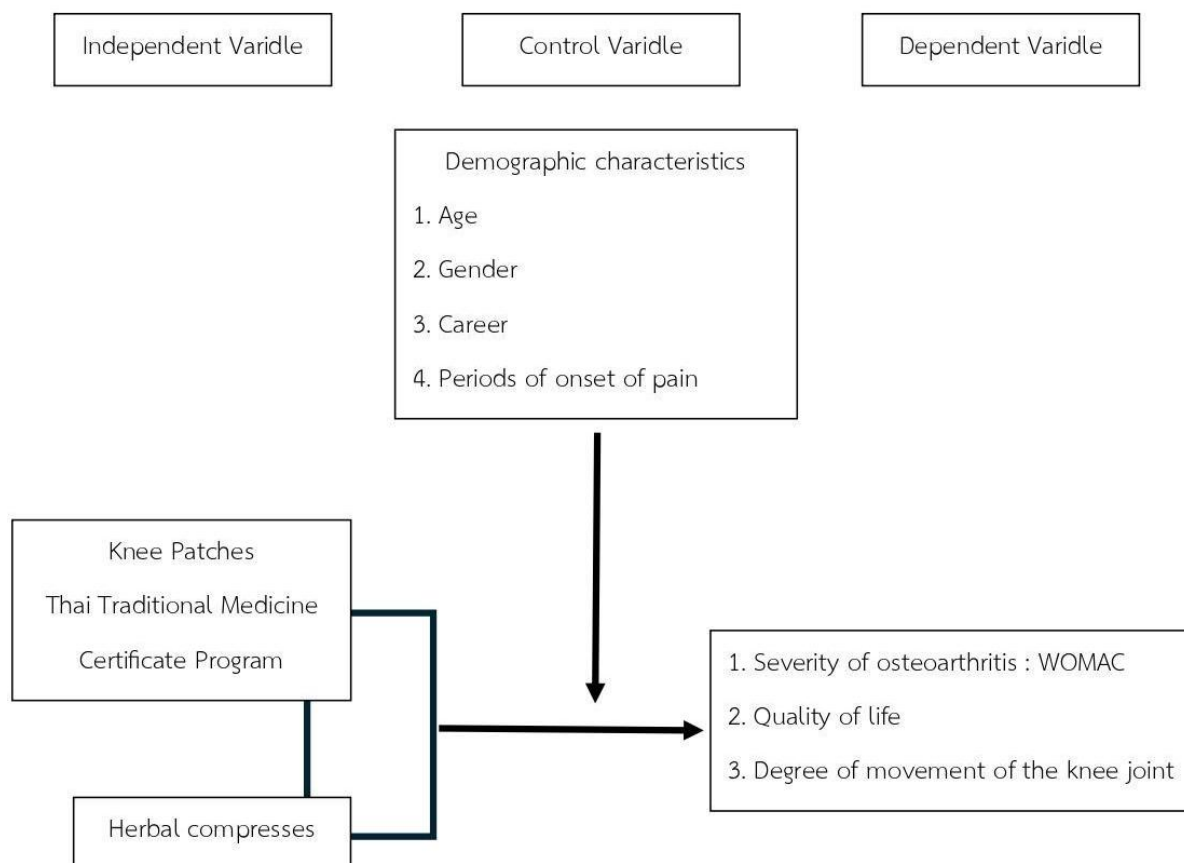 Independent Varidle
Control Varidle
Dependent Varidle
Demographic characteristics
1. Age
2. Gender
3. Career
4. Periods of onset of pain
Knee Patches
Thai Traditional Medicine
Certificate Program
Herbal compresses
1. Severity of osteoarthritis : WOMAC
2. Quality of life
3. Degree of movement of the knee joint